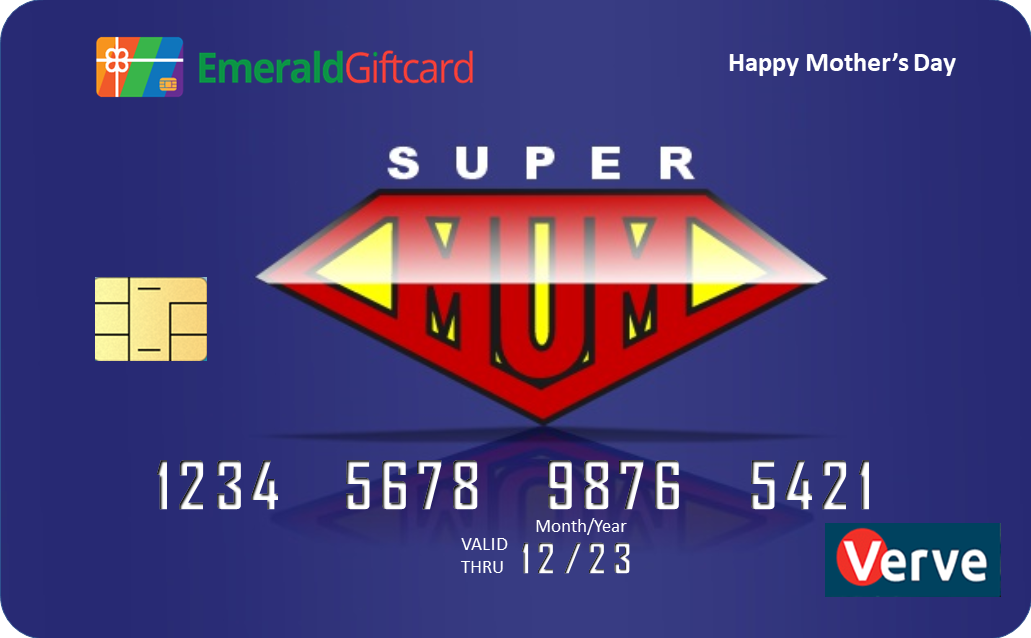 EmeraldGiftcard
Happy Mother's Day
SUPER
MUM
1234 5678 9876 5421
Month/Year
VALID THRU 12/23
Verve